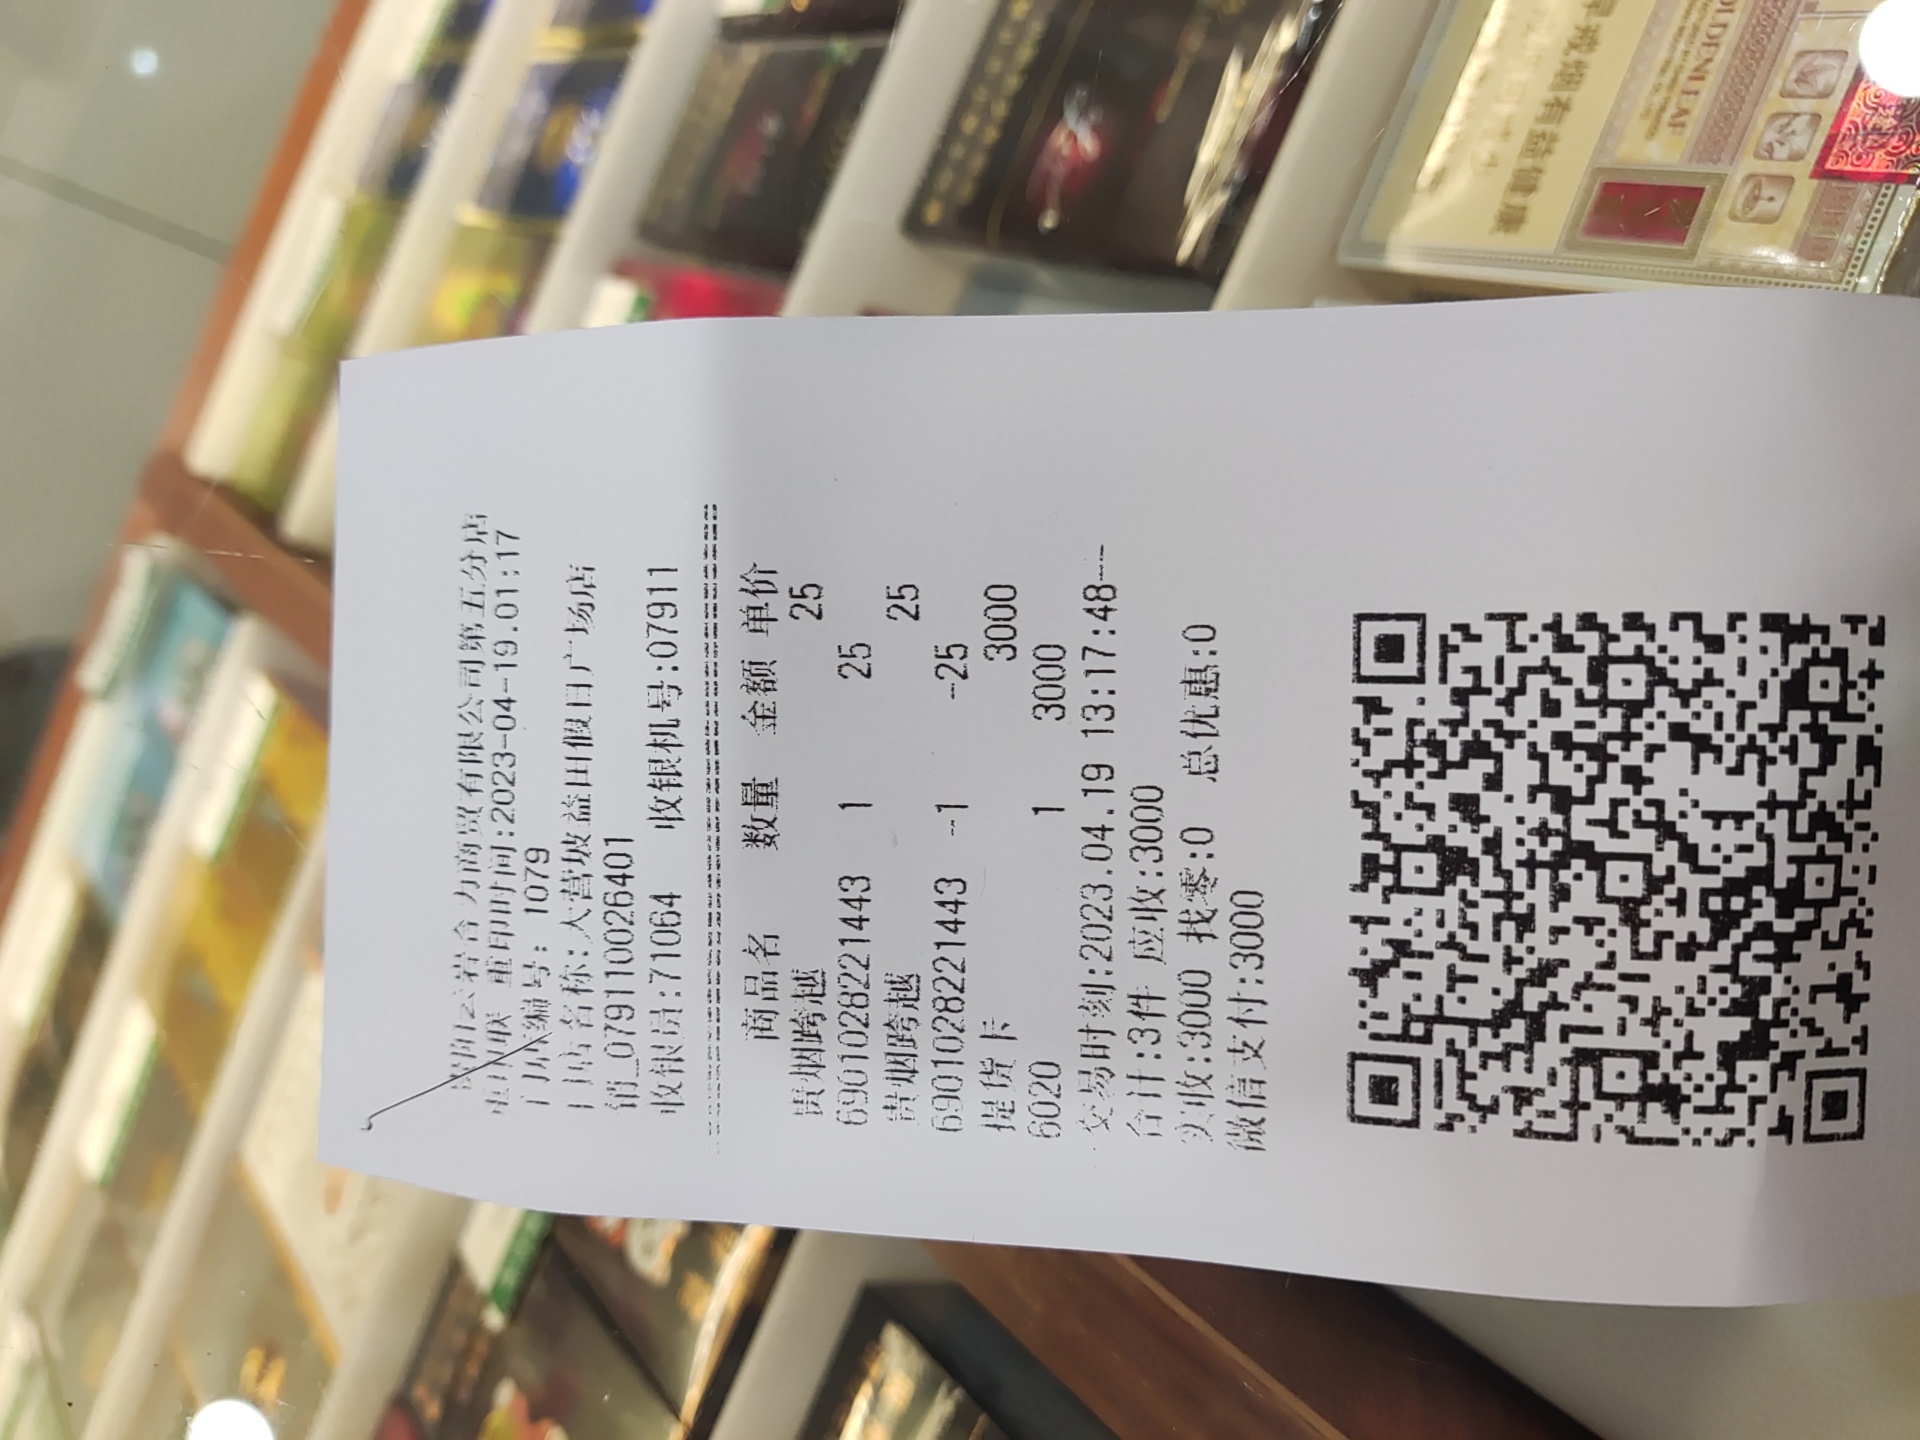 贵阳云岩合力商贸有限公司第五分店
电子联 重印时间:2023-04-19.01:17
门店编号: 1079
门店名称:大营坡益田假日广场店
销_079110026401
收银员:71064 收银机号:07911
商品名 数量 金额 单价
贵烟跨越 25
6901028221443 1 25
贵烟跨越 25
6901028221443 -1 -25
提货卡 3000
6020 1 3000
交易时刻:2023.04.19 13:17:48
合计:3件 应收:3000
实收:3000 找零:0 总优惠:0
微信支付:3000
GOLDENLEAF